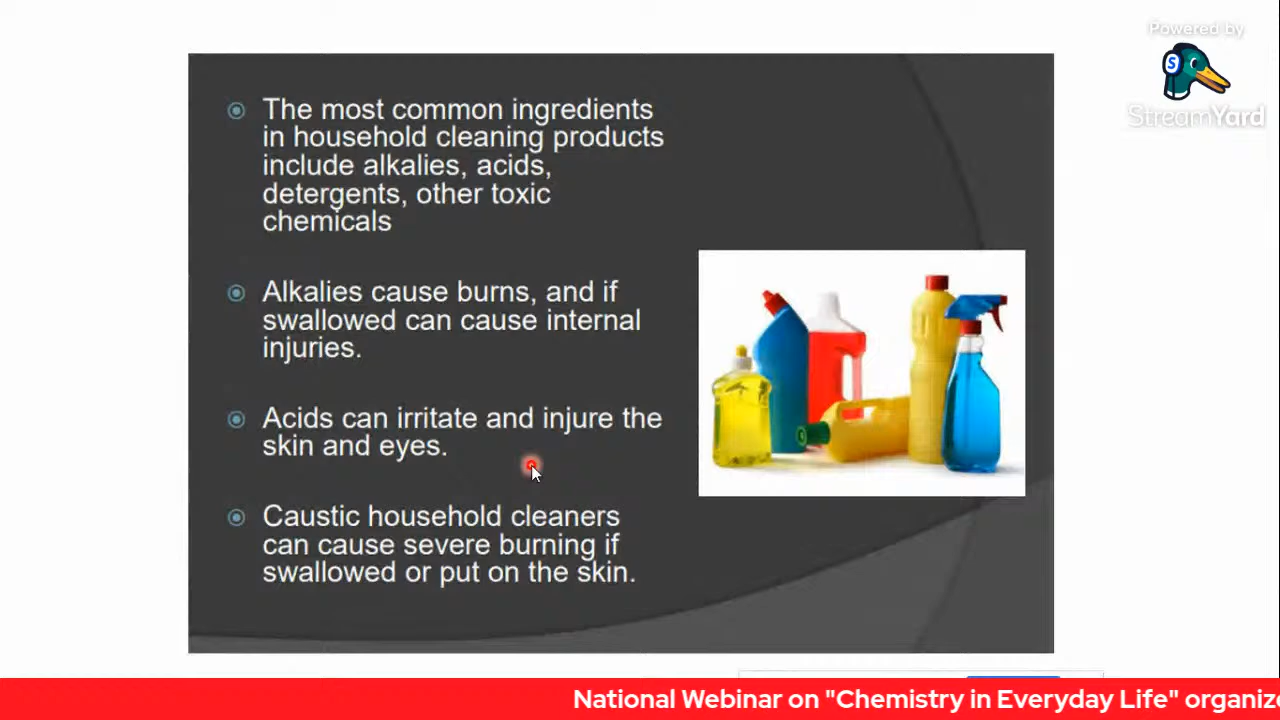 Powered by
StreamYard
The most common ingredients
in household cleaning products
include alkalies, acids,
detergents, other toxic
chemicals
Alkalies cause burns, and if
swallowed can cause internal
injuries.
Acids can irritate and injure the
skin and eyes.
Caustic household cleaners
can cause severe burning if
swallowed or put on the skin.
National Webinar on "Chemistry in Everyday Life" organiz